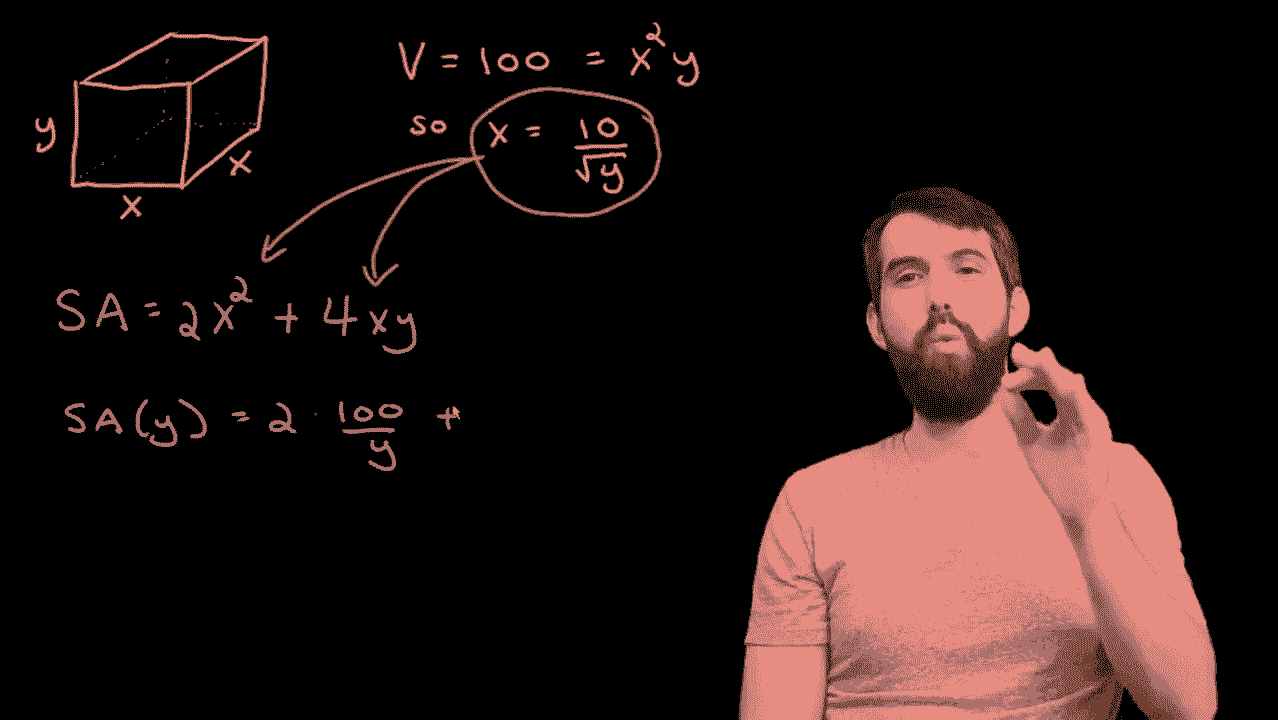 V = 100 = x²y
so x = 10/√y
y
x
x
SA = 2x² + 4xy
SA(y) = 2 · 100/y +